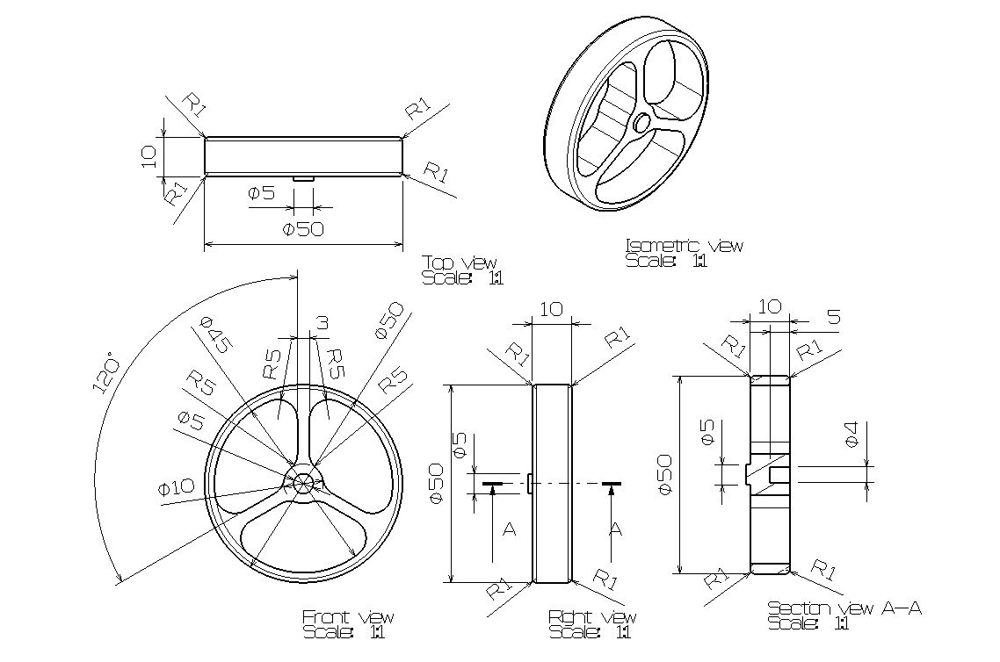 R1
R1
10
R1
R1
Φ5
Φ50
Top view
Scale: 1:1
Isometric view
Scale: 1:1
120°
Φ45
3
Φ50
R5
R5
R5
R5
Φ5
Φ10
Front view
Scale: 1:1
10
R1
R1
Φ5
Φ50
A
A
R1
R1
Right view
Scale: 1:1
10
5
R1
R1
Φ5
Φ4
Φ50
R1
R1
Section view A-A
Scale: 1:1